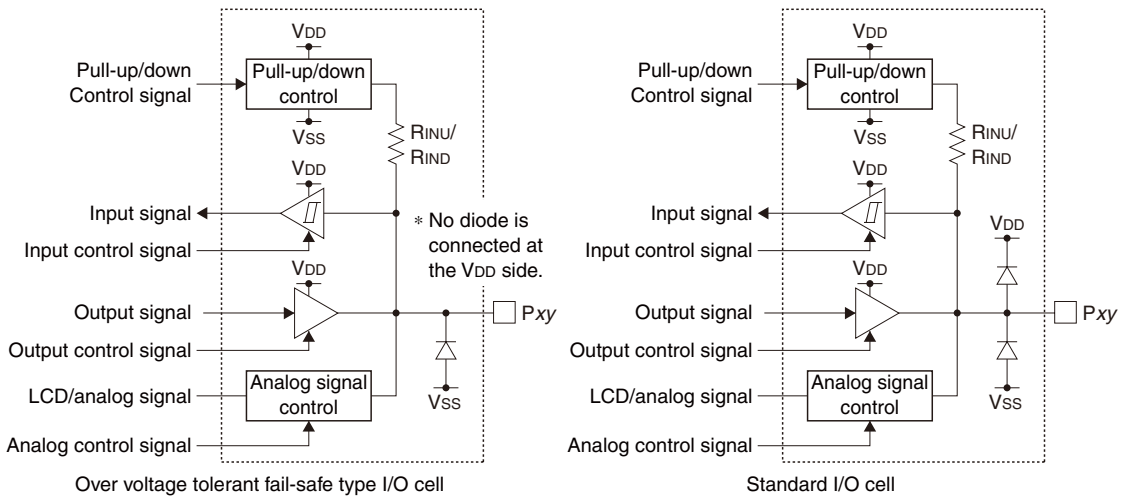 VDD
Pull-up/down
Control signal
Pull-up/down
control
VSS
RINU/
RIND
VDD
Input signal
Input control signal
* No diode is
connected at
the VDD side.
VDD
Output signal
Pxy
Output control signal
LCD/analog signal
Analog signal
control
VSS
Analog control signal
Over voltage tolerant fail-safe type I/O cell
VDD
Pull-up/down
Control signal
Pull-up/down
control
VSS
RINU/
RIND
VDD
Input signal
Input control signal
VDD
VDD
Output signal
Pxy
Output control signal
LCD/analog signal
Analog signal
control
VSS
Analog control signal
Standard I/O cell